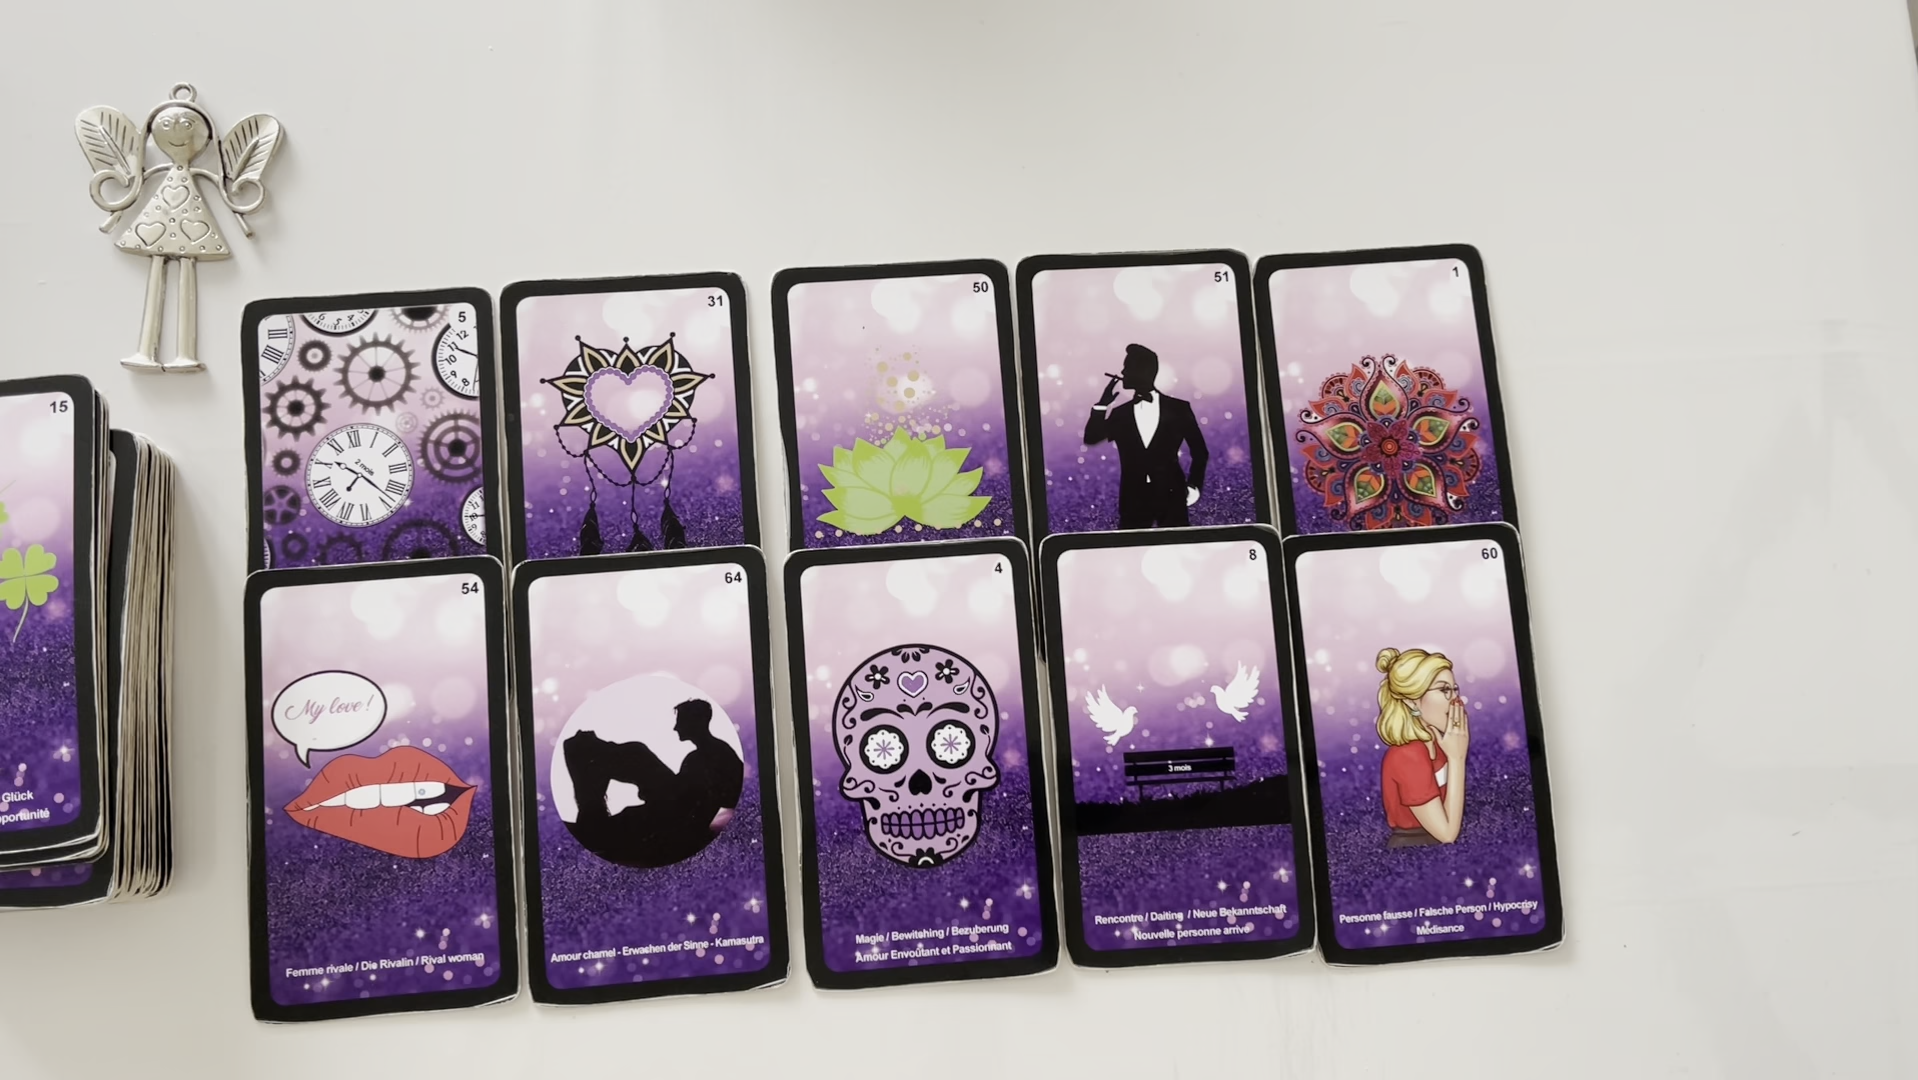 5
31
50
51
1
2 mois
15
Glück
54
My love !
Femme rivale / Die Rivalin / Rival woman
64
Amour charnel - Erwachen der Sinne - Kamasutra
4
Magie / Bewitching / Bezuberung
Amour Envoûtant et Passionnant
8
3 mois
Rencontre / Daiting / Neue Bekanntschaft
Nouvelle personne arrive
60
Personne fausse / Falsche Person / Hypocrisy
Médisance